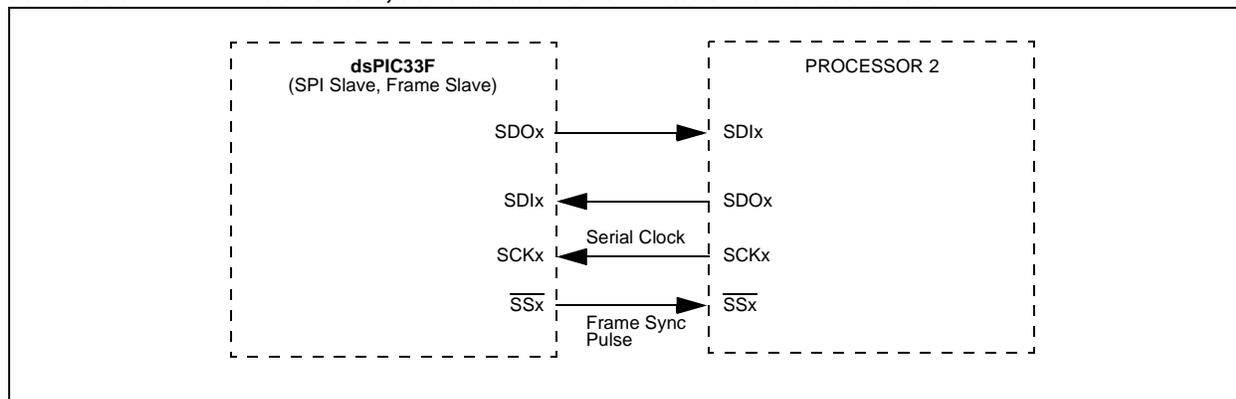 dsPIC33F
(SPI Slave, Frame Slave)
PROCESSOR 2
SDOx
SDIx
SDIx
SDOx
Serial Clock
SCKx
SCKx
SSx
SSx
Frame Sync
Pulse